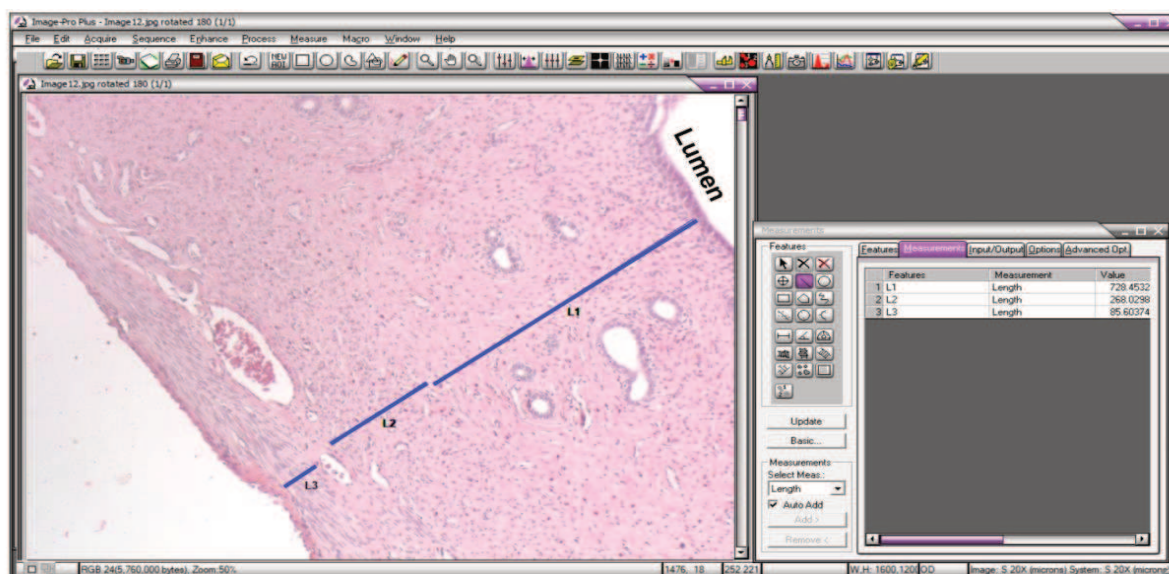 Image-Pro Plus - Image12.jpg rotated 180 (1/1)
File Edit Acquire Sequence Enhance Process Measure Macro Window Help
NEW AOI
Image12.jpg rotated 180 (1/1)
Lumen
L1
L2
L3
Measurements
Features
Update
Basic...
Measurements
Select Meas.:
Length
Auto Add
Add >
Remove <
Features Measurements Input/Output Options Advanced Opt.
Features Measurement Value
1 L1 Length 728.4532
2 L2 Length 268.0298
3 L3 Length 85.60374
RGB 24(5,760,000 bytes), Zoom:50% 1476, 18 252 221 W,H: 1600,1200 OD Image: S 20X (microns) System: S 20X (microns